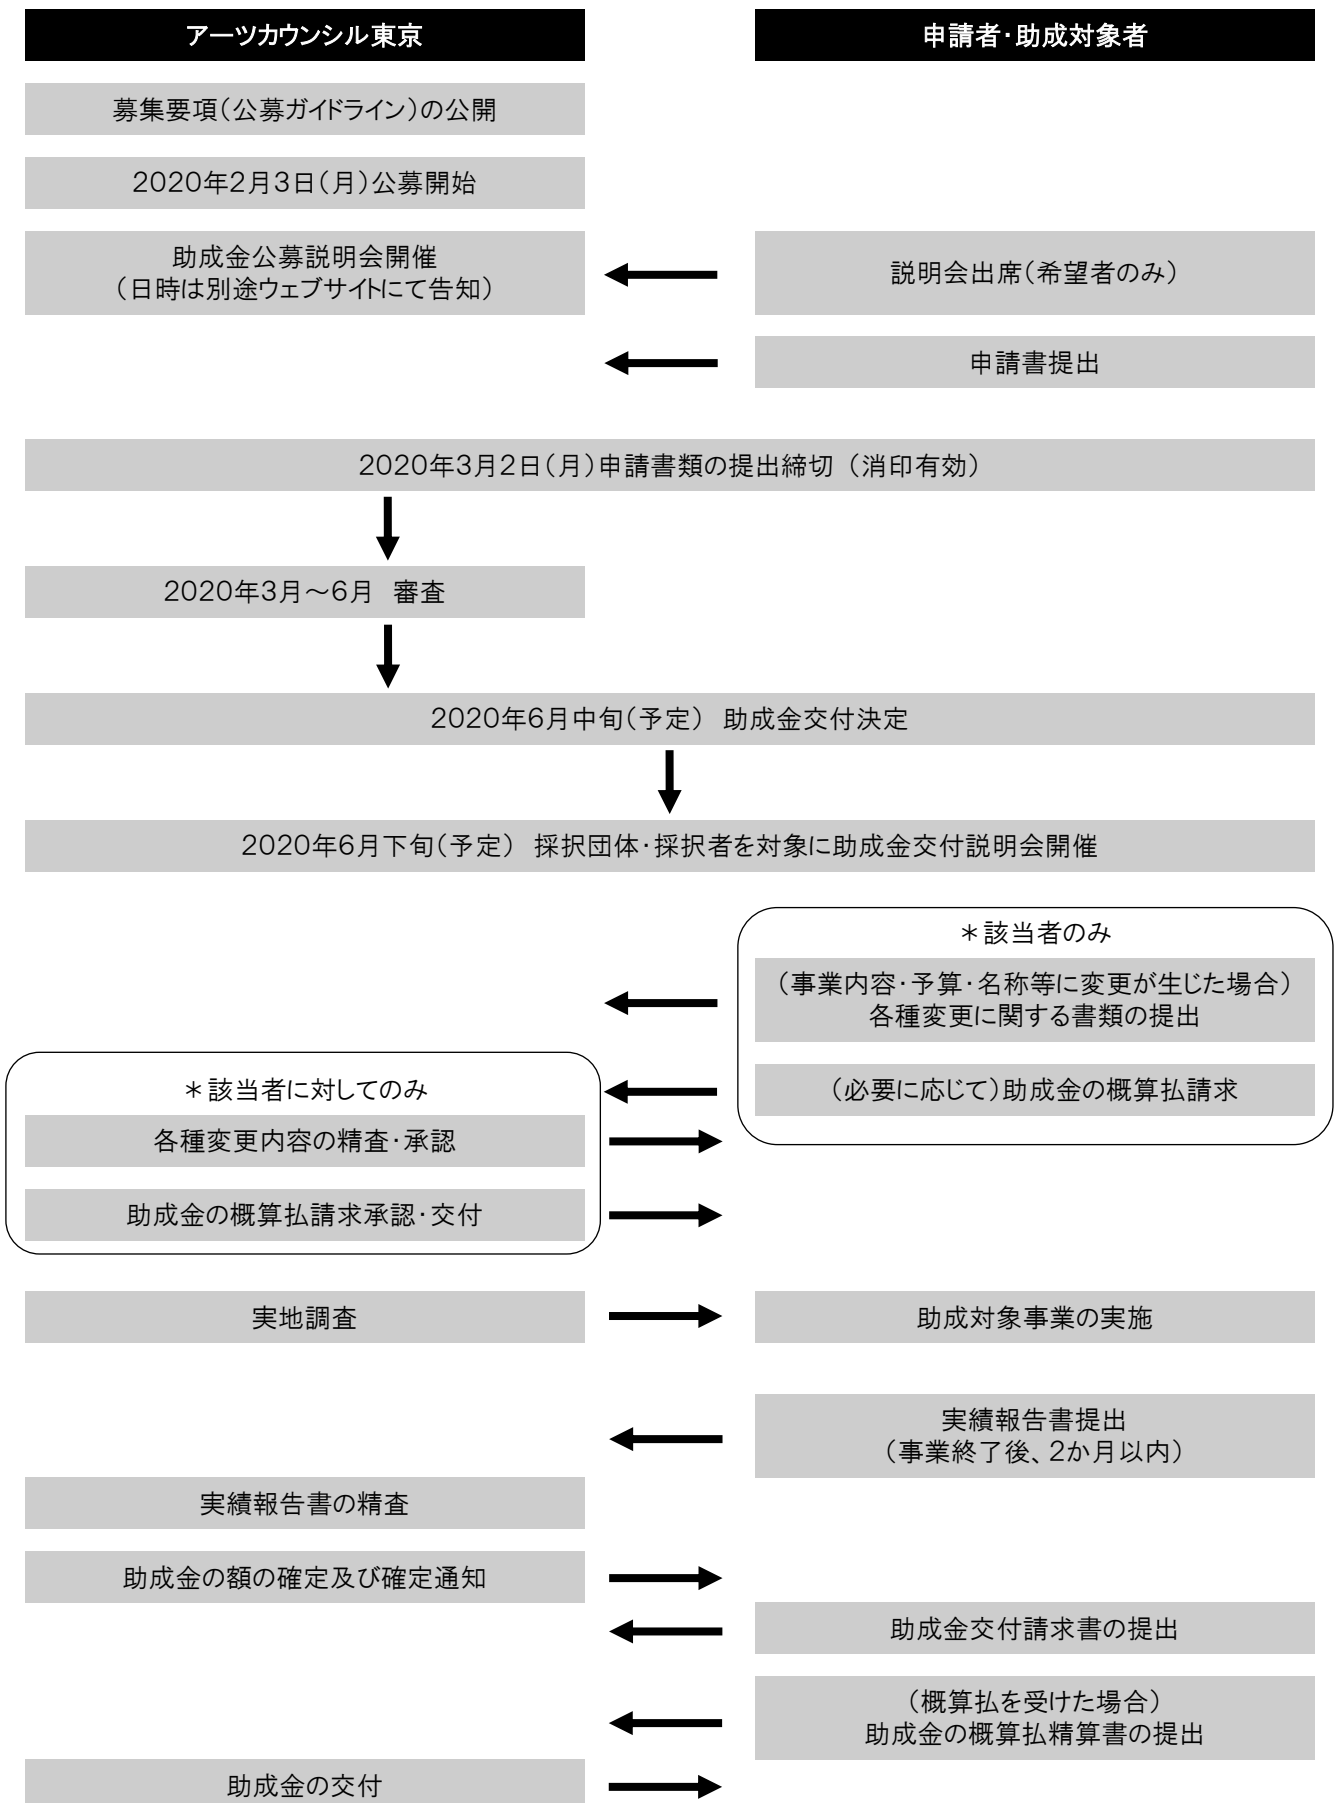 アーツカウンシル東京
申請者・助成対象者
募集要項（公募ガイドライン）の公開
2020年2月3日（月）公募開始
助成金公募説明会開催
（日時は別途ウェブサイトにて告知）
説明会出席（希望者のみ）
申請書提出
2020年3月2日（月）申請書類の提出締切 （消印有効）
2020年3月～6月　審査
2020年6月中旬（予定）　助成金交付決定
2020年6月下旬（予定）　採択団体・採択者を対象に助成金交付説明会開催
＊該当者のみ
（事業内容・予算・名称等に変更が生じた場合）
各種変更に関する書類の提出
（必要に応じて）助成金の概算払請求
＊該当者に対してのみ
各種変更内容の精査・承認
助成金の概算払請求承認・交付
実地調査
助成対象事業の実施
実績報告書提出
（事業終了後、2か月以内）
実績報告書の精査
助成金の額の確定及び確定通知
助成金交付請求書の提出
（概算払を受けた場合）
助成金の概算払精算書の提出
助成金の交付